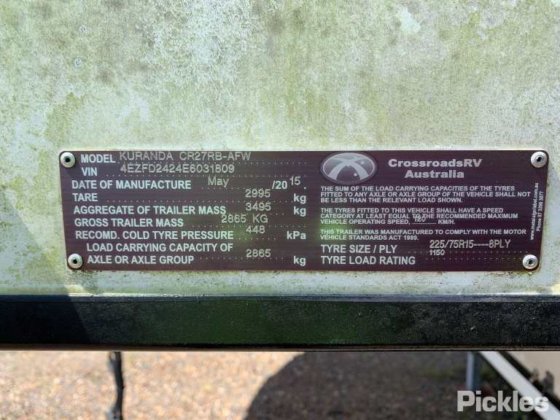 MODEL KURANDA CR27RB-AFW
VIN 4EZFD2424E6031809
DATE OF MANUFACTURE May /20 15
TARE 2995 kg
AGGREGATE OF TRAILER MASS 3495 kg
GROSS TRAILER MASS 2865 KG
RECOMD. COLD TYRE PRESSURE 448 kPa
LOAD CARRYING CAPACITY OF
AXLE OR AXLE GROUP 2865 kg
CrossroadsRV
Australia
THE SUM OF THE LOAD CARRYING CAPACITIES OF THE TYRES
FITTED TO ANY AXLE OR AXLE GROUP OF THE VEHICLE SHALL NOT
BE LESS THAN THE RELEVANT LOAD SHOWN.
THE TYRES FITTED TO THIS VEHICLE SHALL HAVE A SPEED
CATEGORY AT LEAST EQUAL TO THE RECOMMENDED MAXIMUM
VEHICLE OPERATING SPEED. KM/H.
THIS TRAILER WAS MANUFACTURED TO COMPLY WITH THE MOTOR
VEHICLE STANDARDS ACT 1989.
TYRE SIZE / PLY 225/75R15----8PLY
TYRE LOAD RATING 1150
Pickles